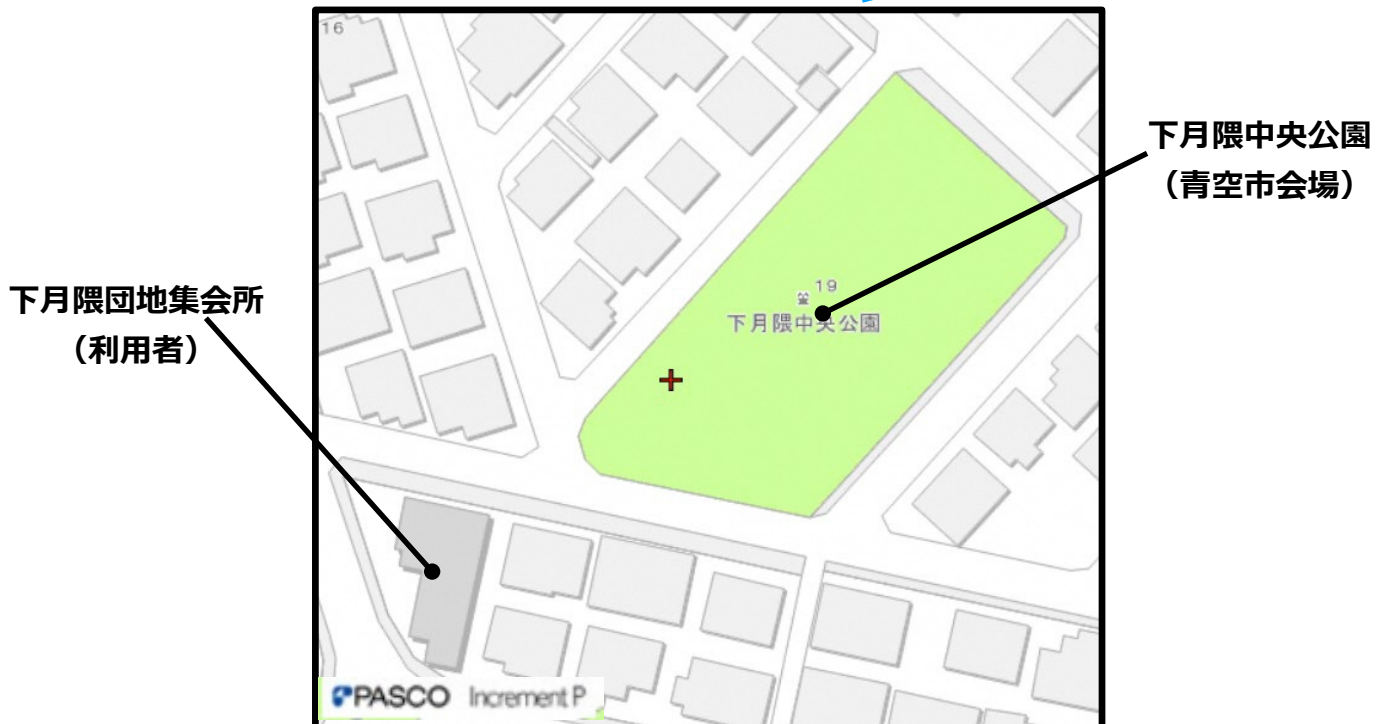 16
下月隈中央公園
（青空市会場）
19
下月隈中央公園
下月隈団地集会所
（利用者）
PASCO Increment P